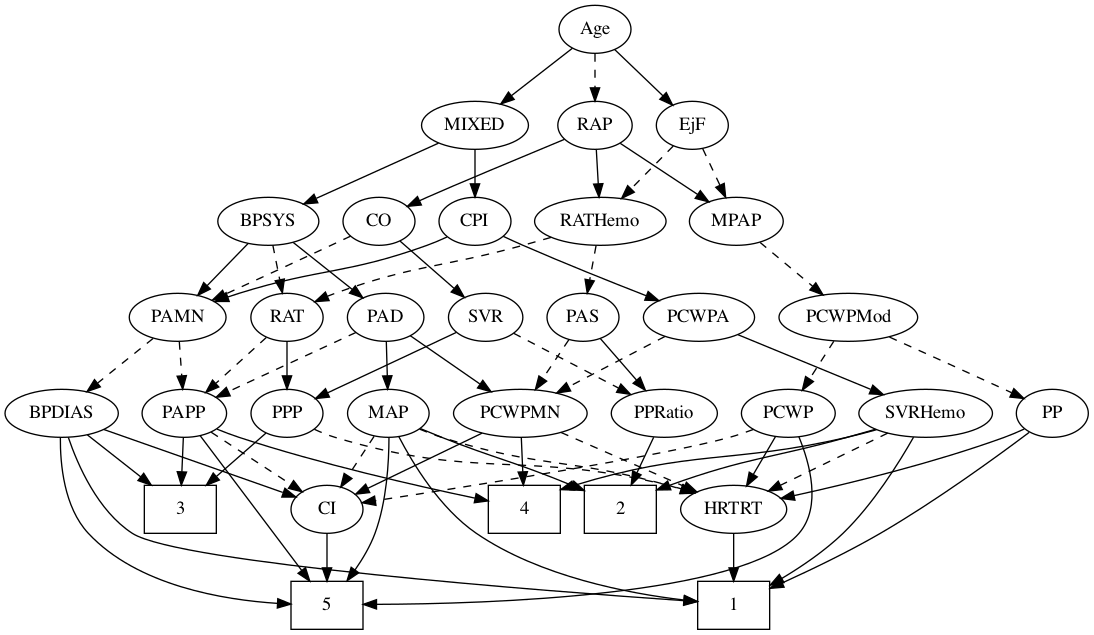 Age
MIXED
RAP
EjF
BPSYS
CO
CPI
RATHemo
MPAP
PAMN
RAT
PAD
SVR
PAS
PCWPA
PCWPMod
BPDIAS
PAPP
PPP
MAP
PCWPMN
PPRatio
PCWP
SVRHemo
PP
3
CI
4
2
HRTRT
5
1